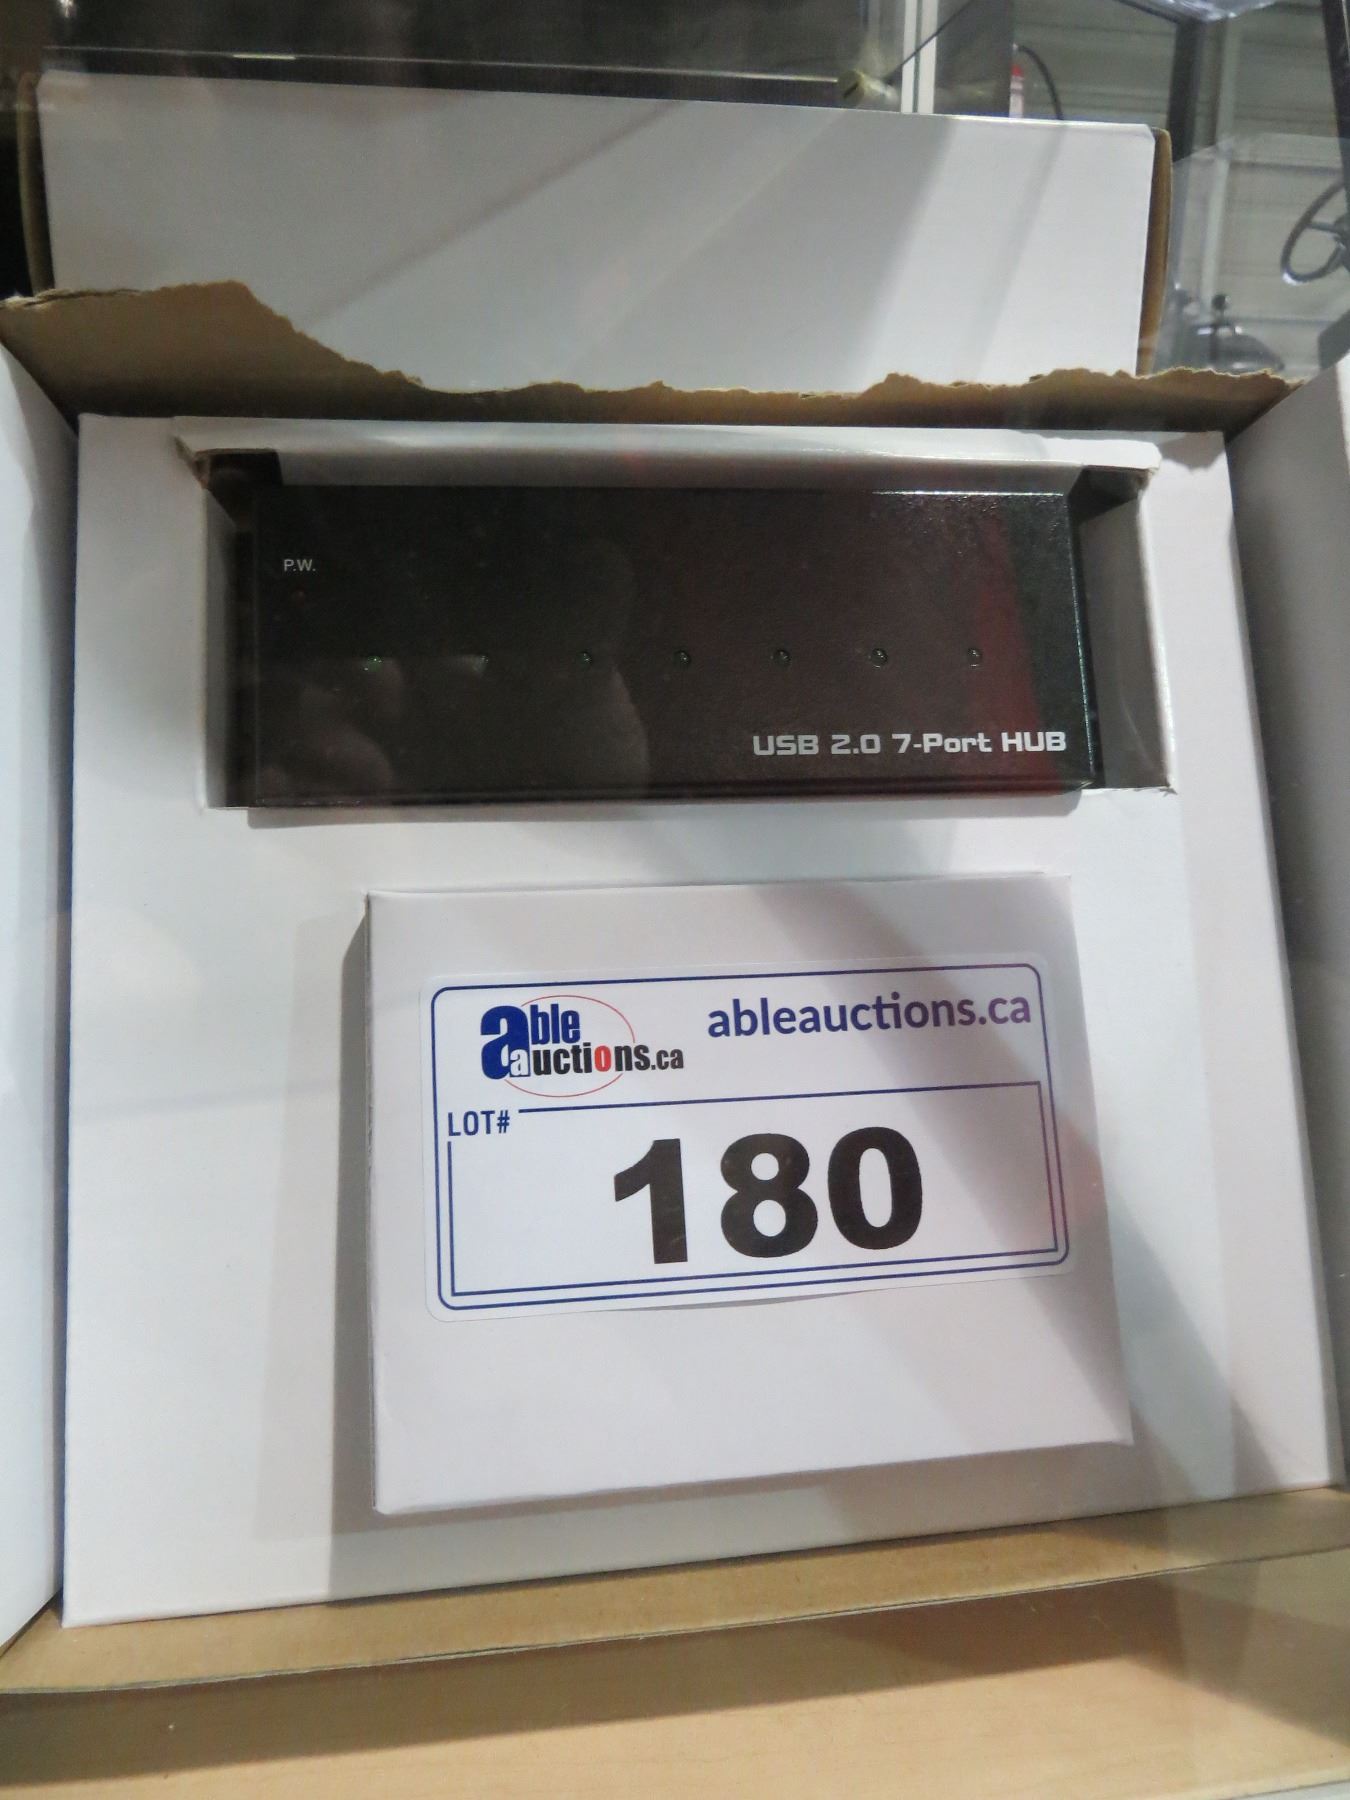 P.W.
USB 2.0 7-Port HUB
able
auctions.ca
ableauctions.ca
LOT#
180